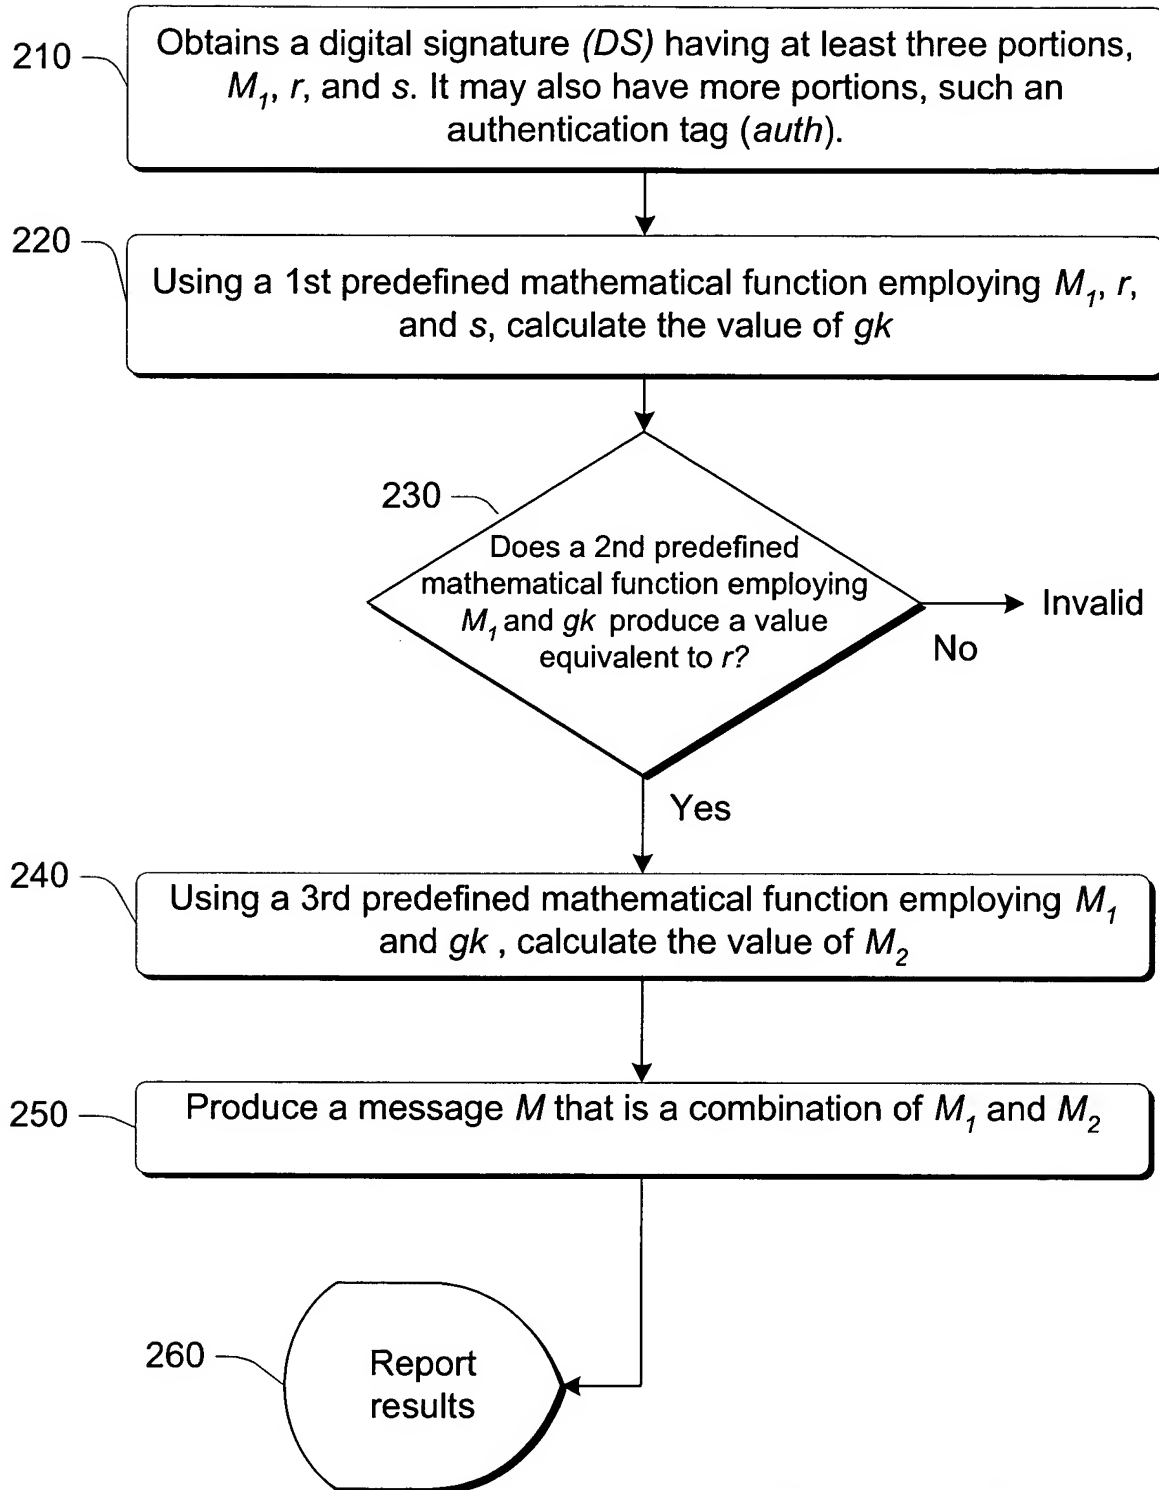 210
Obtains a digital signature (DS) having at least three portions,
M1, r, and s. It may also have more portions, such an
authentication tag (auth).
220
Using a 1st predefined mathematical function employing M1, r,
and s, calculate the value of gk
230
Does a 2nd predefined
mathematical function employing
M1 and gk produce a value
equivalent to r?
Invalid
No
Yes
240
Using a 3rd predefined mathematical function employing M1
and gk , calculate the value of M2
250
Produce a message M that is a combination of M1 and M2
260
Report
results